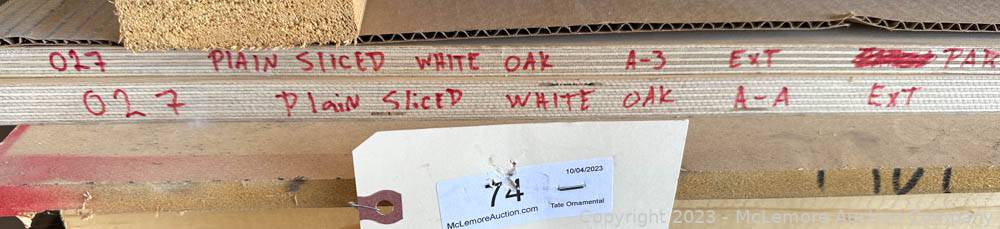 027 PLAIN SLICED WHITE OAK A-3 EXT PAR
027 Plain SlicED WHITE OAK A-A EXT
10/04/2023
74
McLemoreAuction.com
Tate Ornamental
Copyright 2023 - McLemore Auction Company